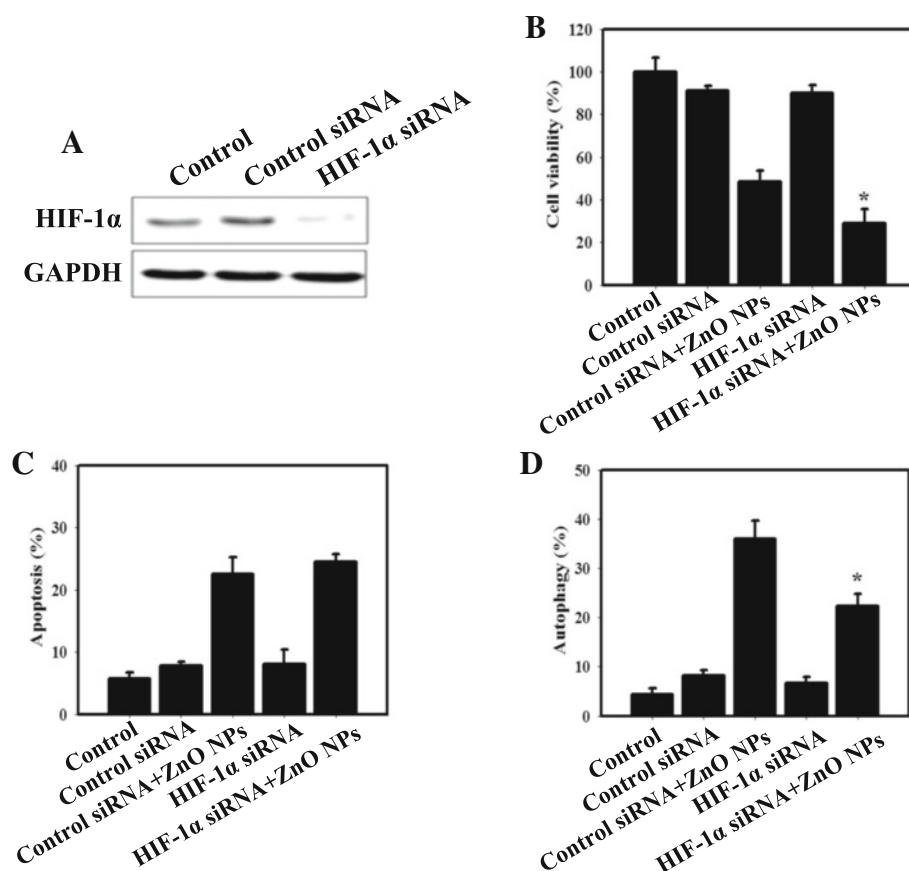 A
Control
Control siRNA
HIF-1α siRNA
HIF-1α
GAPDH
B
Cell viability (%)
120
100
80
60
40
20
0
Control
Control siRNA
Control siRNA+ZnO NPs
HIF-1α siRNA
HIF-1α siRNA+ZnO NPs
*
C
Apoptosis (%)
40
30
20
10
0
Control
Control siRNA
Control siRNA+ZnO NPs
HIF-1α siRNA
HIF-1α siRNA+ZnO NPs
D
Autophagy (%)
50
40
30
20
10
0
Control
Control siRNA
Control siRNA+ZnO NPs
HIF-1α siRNA
HIF-1α siRNA+ZnO NPs
*